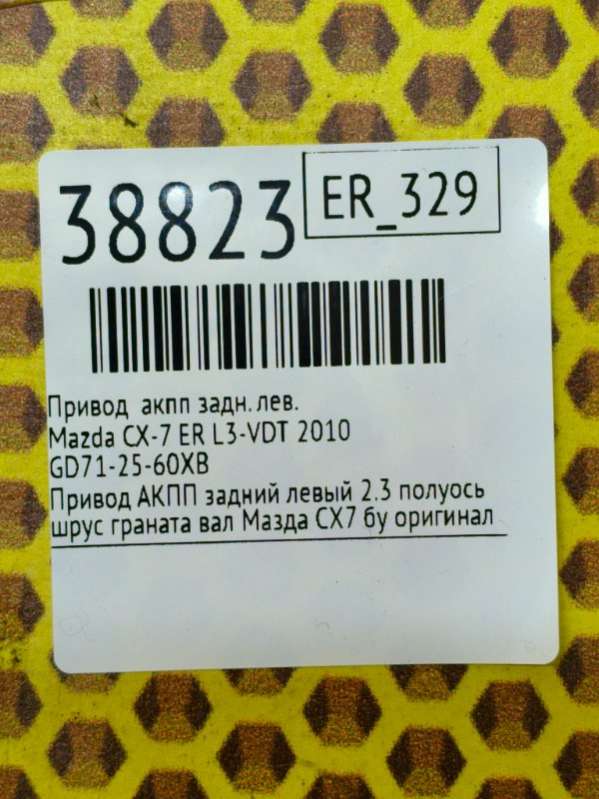 38823
ER_329
Привод акпп задн. лев.
Mazda CX-7 ER L3-VDT 2010
GD71-25-60XB
Привод АКПП задний левый 2.3 полуось
шрус граната вал Мазда СХ7 бу оригинал